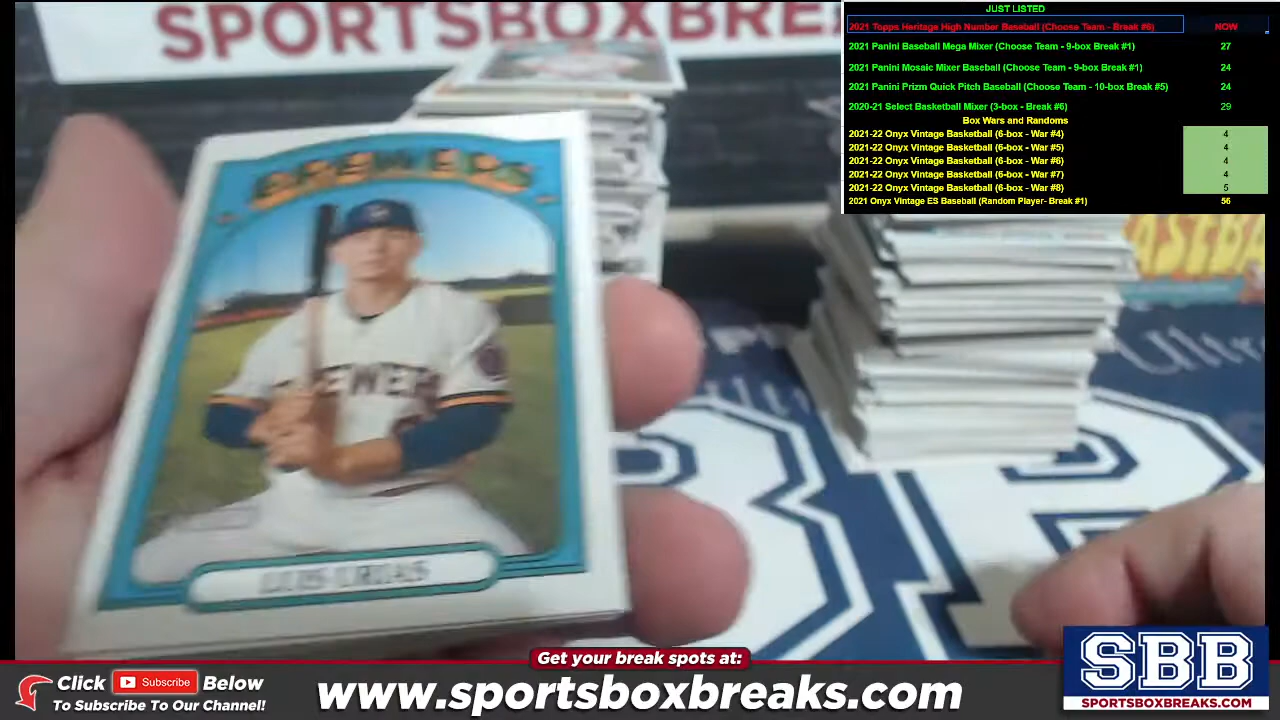 SPORTSBOXBREA
JUST LISTED
2021 Topps Heritage High Number Baseball (Choose Team - Break #6) NOW
2021 Panini Baseball Mega Mixer (Choose Team - 9-box Break #1) 27
2021 Panini Mosaic Mixer Baseball (Choose Team - 9-box Break #1) 24
2021 Panini Prizm Quick Pitch Baseball (Choose Team - 10-box Break #5) 24
2020-21 Select Basketball Mixer (3-box - Break #6) 29
Box Wars and Randoms
2021-22 Onyx Vintage Basketball (6-box - War #4) 4
2021-22 Onyx Vintage Basketball (6-box - War #5) 4
2021-22 Onyx Vintage Basketball (6-box - War #6) 4
2021-22 Onyx Vintage Basketball (6-box - War #7) 4
2021-22 Onyx Vintage Basketball (6-box - War #8) 5
2021 Onyx Vintage ES Baseball (Random Player- Break #1) 56
BREWERS
EWER
LUIS URIAS
ASEBA
Ultr
Get your break spots at:
Click Subscribe Below
To Subscribe To Our Channel!
www.sportsboxbreaks.com
SBB
SPORTSBOXBREAKS.COM